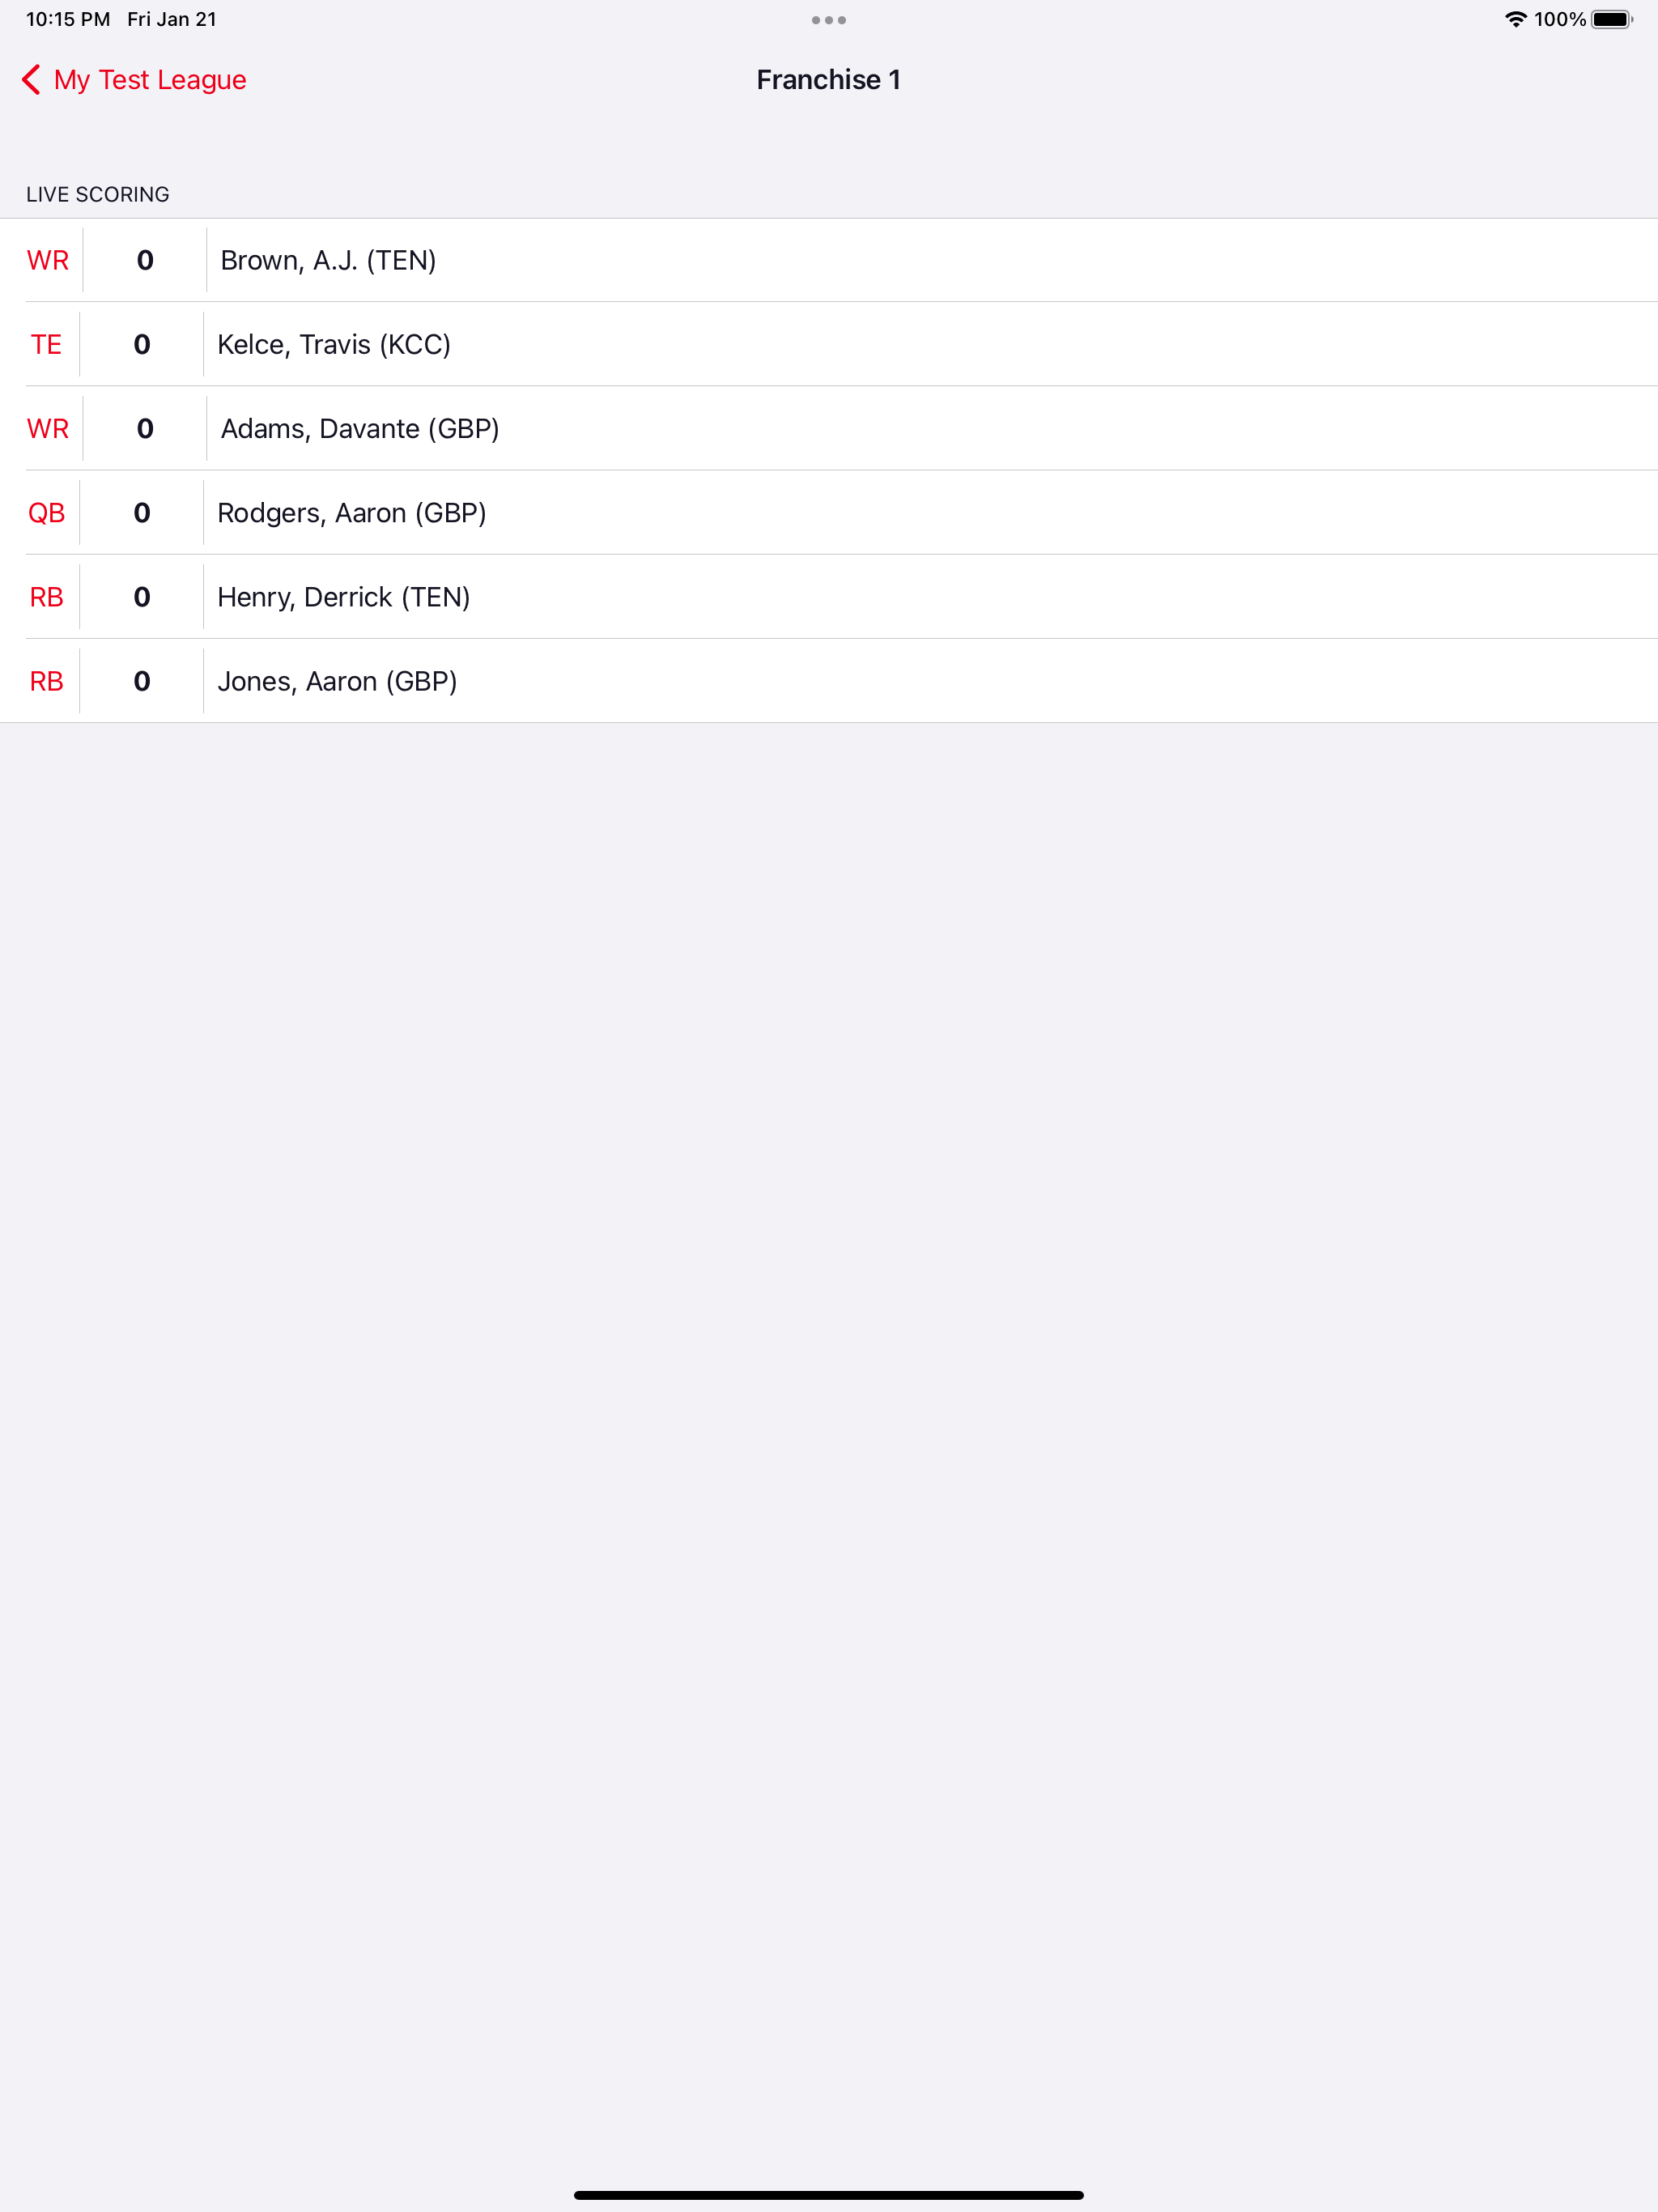 10:15 PM Fri Jan 21 100%
My Test League Franchise 1
LIVE SCORING
WR 0 Brown, A.J. (TEN)
TE 0 Kelce, Travis (KCC)
WR 0 Adams, Davante (GBP)
QB 0 Rodgers, Aaron (GBP)
RB 0 Henry, Derrick (TEN)
RB 0 Jones, Aaron (GBP)